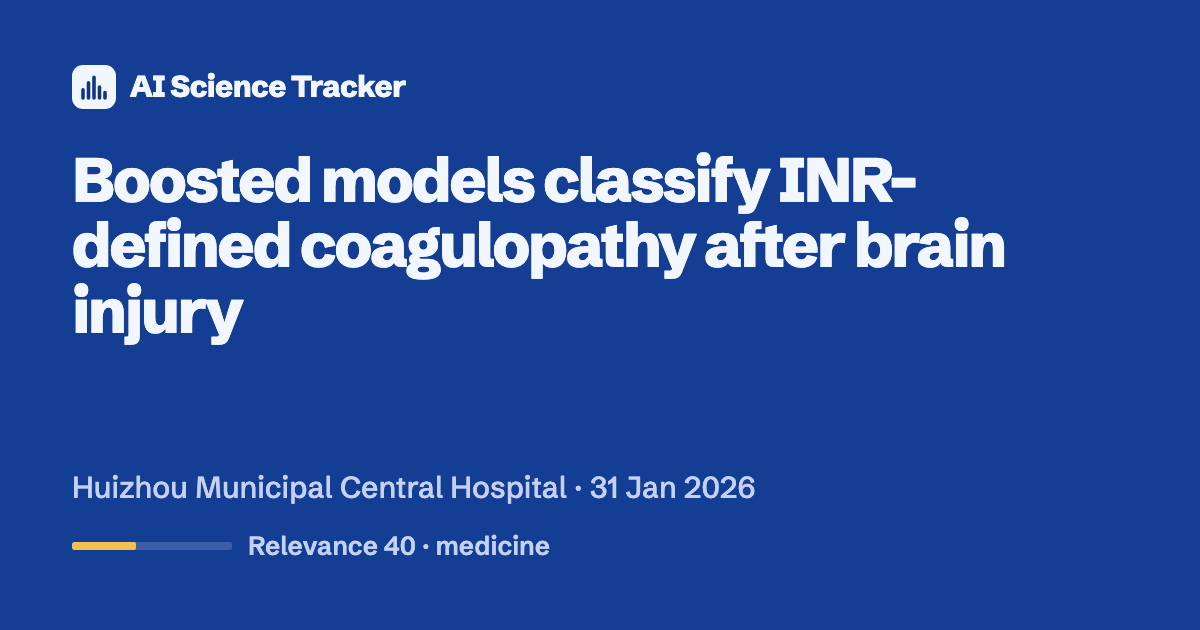 AI Science Tracker
Boosted models classify INR-
defined coagulopathy after brain
injury
Huizhou Municipal Central Hospital · 31 Jan 2026
Relevance 40 · medicine